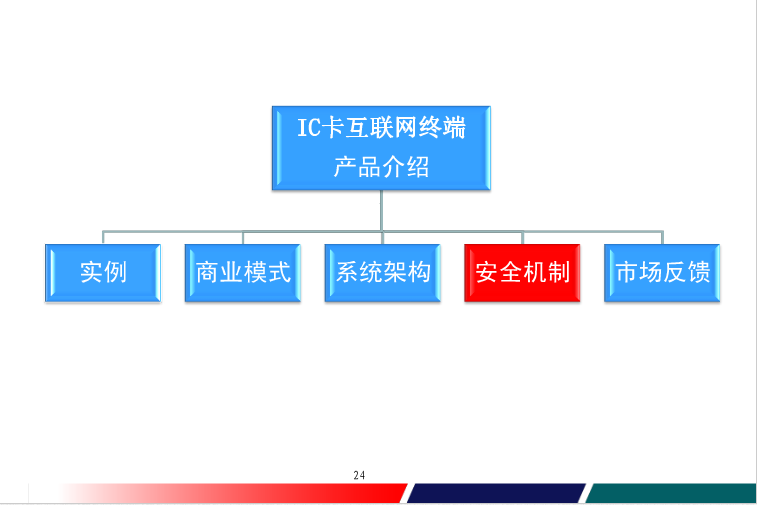 IC卡互联网终端
产品介绍
实例
商业模式
系统架构
安全机制
市场反馈
24